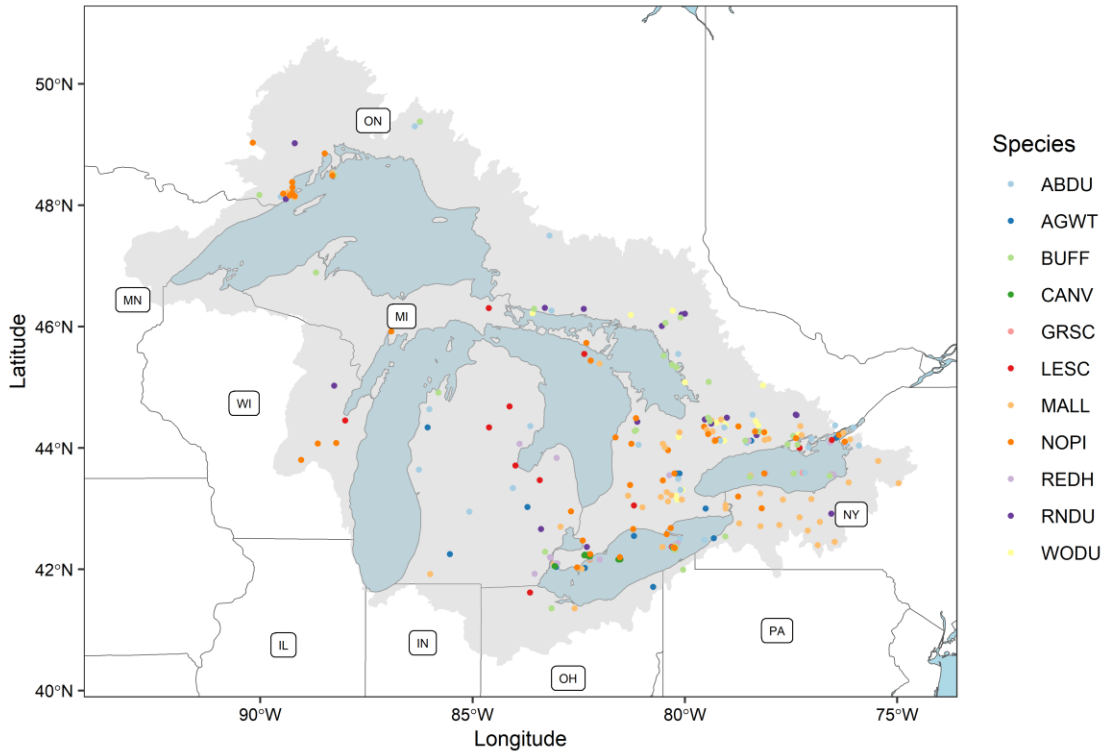 50°N
48°N
46°N
44°N
42°N
40°N
Latitude
ON
MN
MI
WI
NY
IL
IN
OH
PA
90°W
85°W
80°W
75°W
Longitude
Species
ABDU
AGWT
BUFF
CANV
GRSC
LESC
MALL
NOPI
REDH
RNDU
WODU